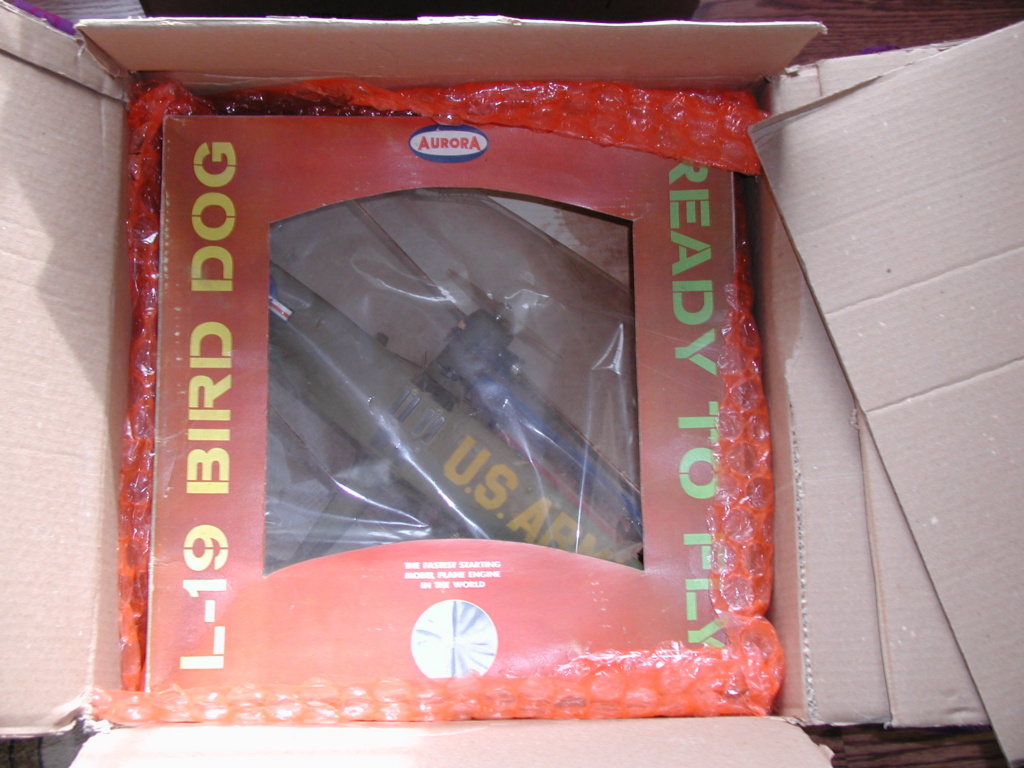 AURORA
L-19 BIRD DOG
READY TO FLY
U.S. ARMY
THE FASTEST STARTING
MODEL PLANE ENGINE
IN THE WORLD